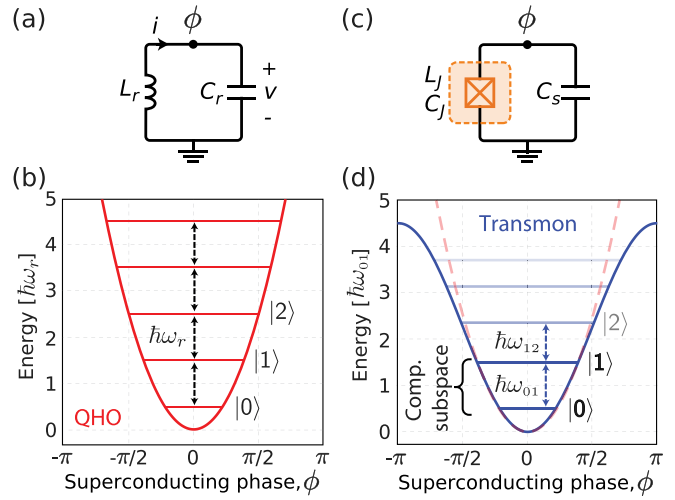 (a)
i
ϕ
L_r
C_r
+
v
-
(c)
ϕ
L_J
C_J
C_s
(b)
Energy [ħω_r]
5
4
3
2
1
0
ħω_r
|2⟩
|1⟩
|0⟩
QHO
-π
-π/2
0
π/2
π
Superconducting phase, ϕ
(d)
Energy [ħω_01]
5
4
3
2
1
0
Transmon
|2⟩
ħω_12
|1⟩
ħω_01
Comp.
subspace
|0⟩
-π
-π/2
0
π/2
π
Superconducting phase, ϕ